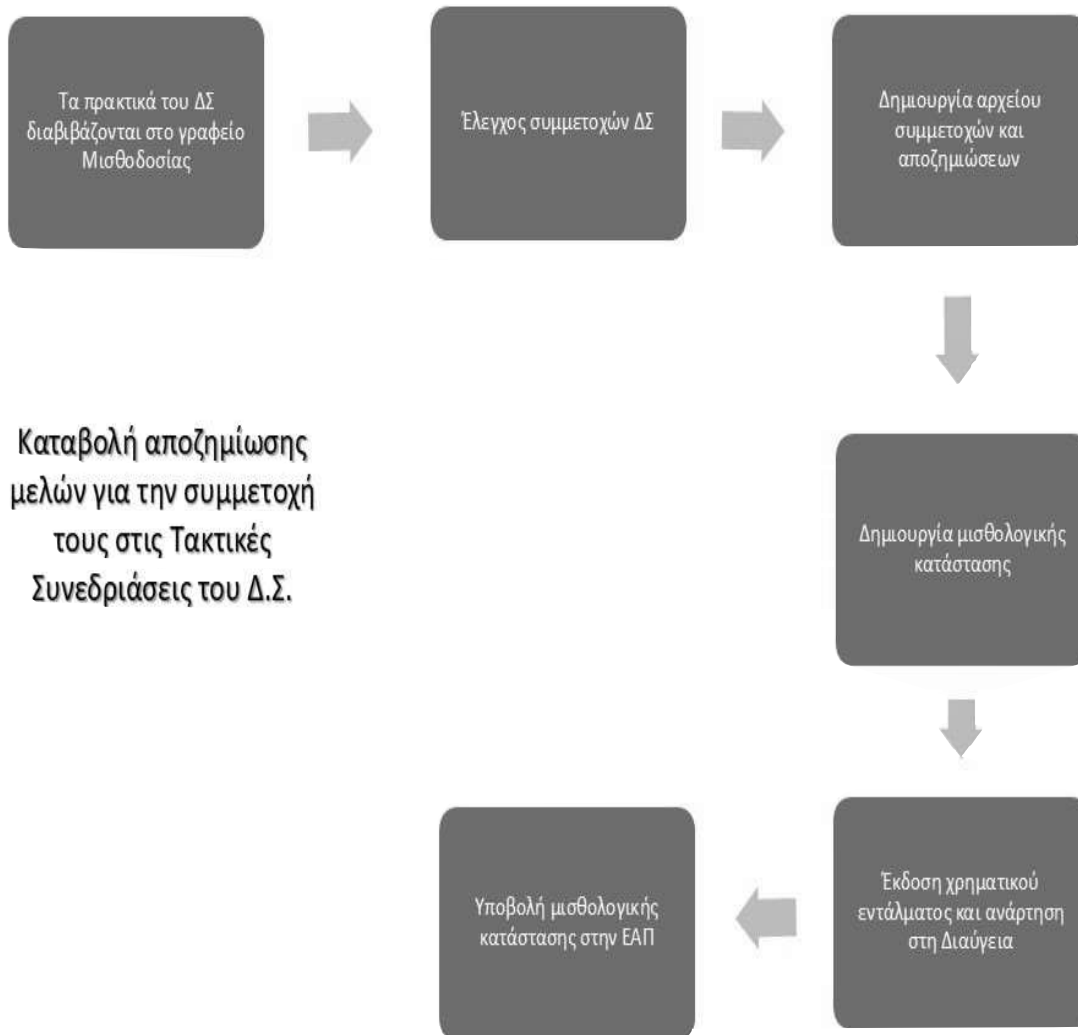 Τα πρακτικά του ΔΣ
διαβιβάζονται στο γραφείο
Μισθοδοσίας
Έλεγχος συμμετοχών ΔΣ
Δημιουργία αρχείου
συμμετοχών και
αποζημιώσεων
Καταβολή αποζημίωσης
μελών για την συμμετοχή
τους στις Τακτικές
Συνεδριάσεις του Δ.Σ.
Δημιουργία μισθολογικής
κατάστασης
Έκδοση χρηματικού
εντάλματος και ανάρτηση
στη Διαύγεια
Υποβολή μισθολογικής
κατάστασης στην ΕΑΠ